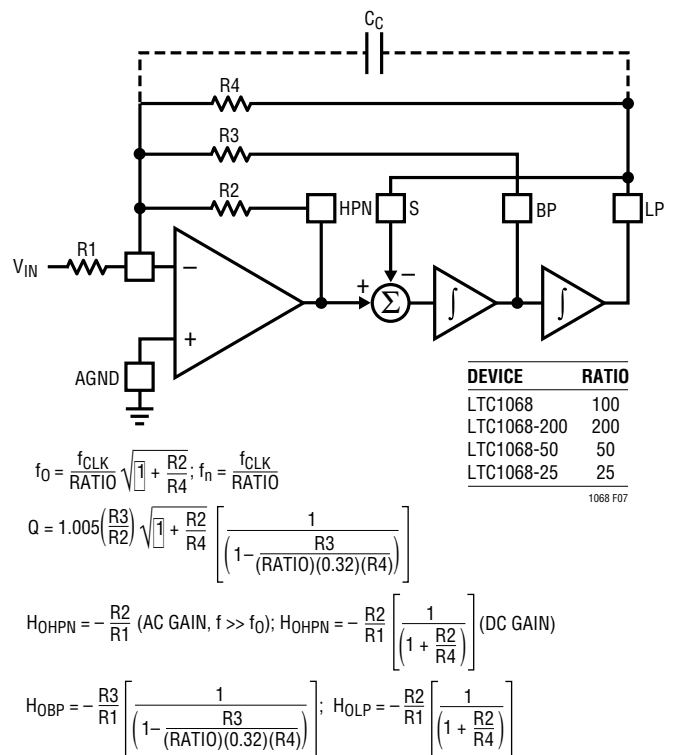 C_C
R4
R3
R2
HPN
S
BP
LP
R1
V_IN
−
+
−
+
Σ
∫
∫
AGND
DEVICE RATIO
LTC1068 100
LTC1068-200 200
LTC1068-50 50
LTC1068-25 25
1068 F07
f_0 = f_CLK/RATIO √(1 + R2/R4); f_n = f_CLK/RATIO
Q = 1.005(R3/R2) √(1 + R2/R4) [1/(1 − R3/((RATIO)(0.32)(R4)))]
H_OHPN = − R2/R1 (AC GAIN, f >> f_0); H_OHPN = − R2/R1 [1/(1 + R2/R4)] (DC GAIN)
H_OBP = − R3/R1 [1/(1 − R3/((RATIO)(0.32)(R4)))]; H_OLP = − R2/R1 [1/(1 + R2/R4)]